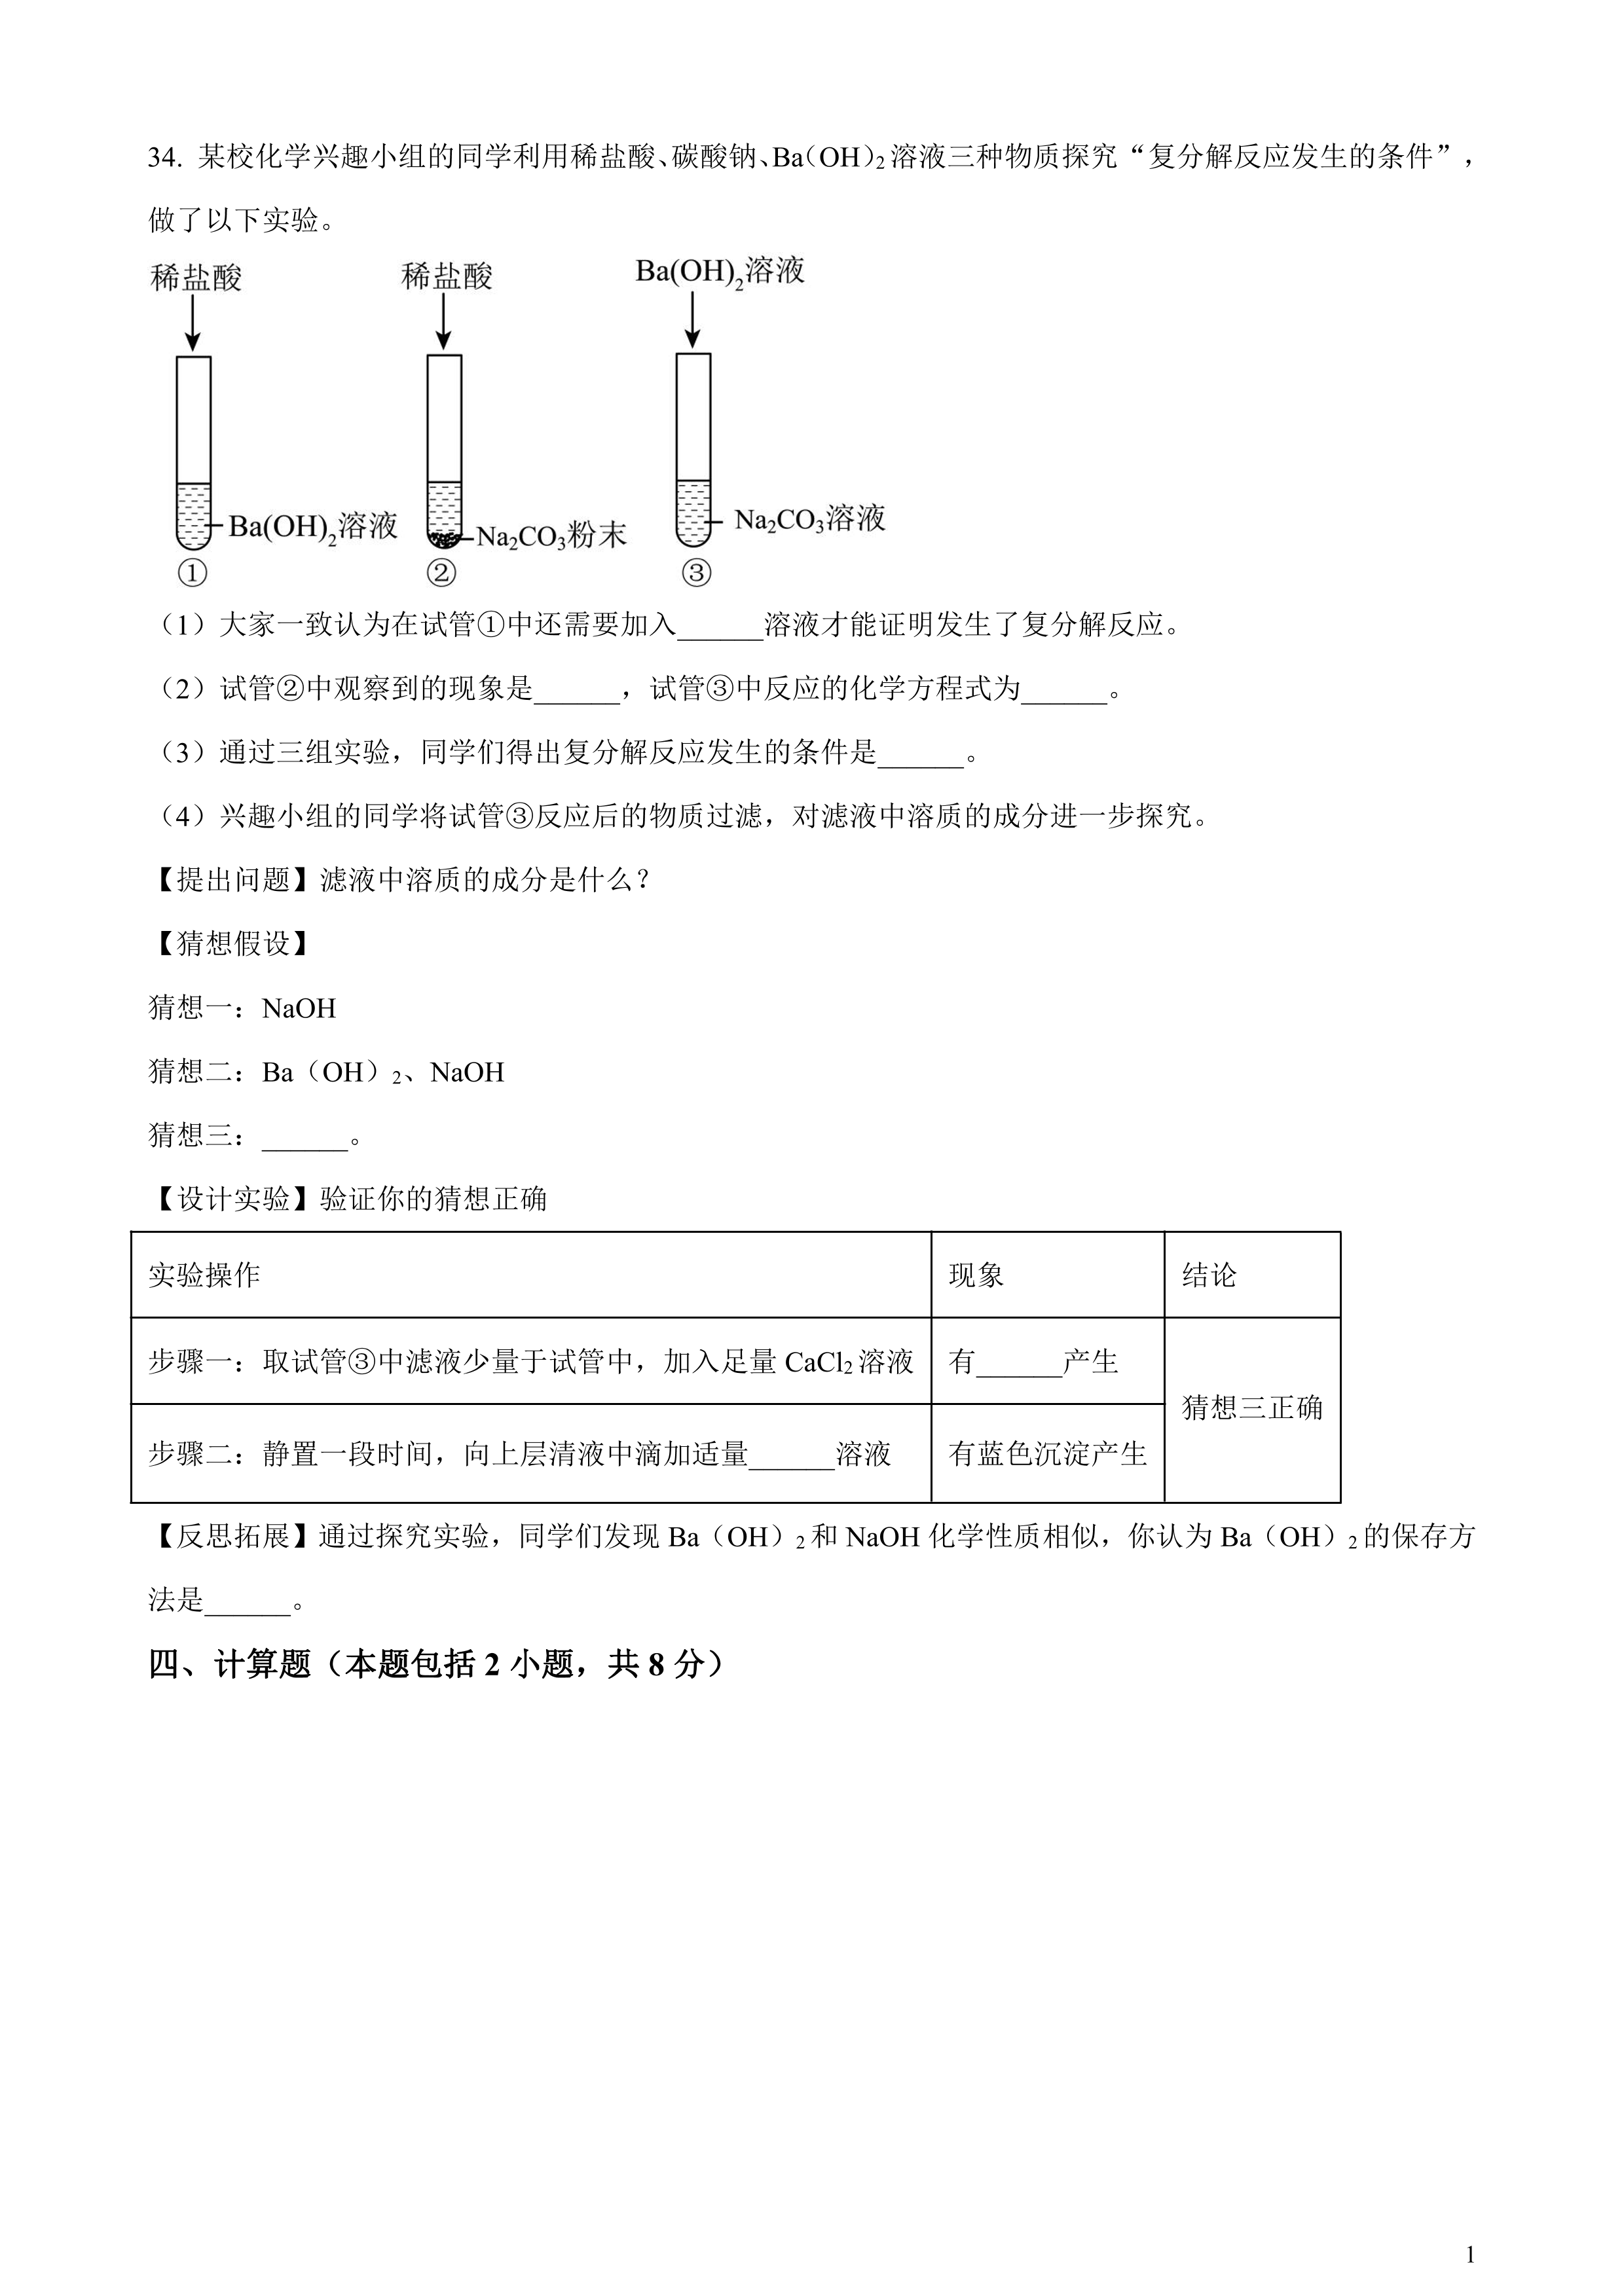 34. 某校化学兴趣小组的同学利用稀盐酸、碳酸钠、Ba（OH）₂溶液三种物质探究“复分解反应发生的条件”，
做了以下实验。
稀盐酸 稀盐酸 Ba(OH)₂溶液
Ba(OH)₂溶液 Na₂CO₃粉末 Na₂CO₃溶液
① ② ③
（1）大家一致认为在试管①中还需要加入______溶液才能证明发生了复分解反应。
（2）试管②中观察到的现象是______，试管③中反应的化学方程式为______。
（3）通过三组实验，同学们得出复分解反应发生的条件是______。
（4）兴趣小组的同学将试管③反应后的物质过滤，对滤液中溶质的成分进一步探究。
【提出问题】滤液中溶质的成分是什么？
【猜想假设】
猜想一：NaOH
猜想二：Ba（OH）₂、NaOH
猜想三：______。
【设计实验】验证你的猜想正确
实验操作 现象 结论
步骤一：取试管③中滤液少量于试管中，加入足量 CaCl₂ 溶液 有______产生
猜想三正确
步骤二：静置一段时间，向上层清液中滴加适量______溶液 有蓝色沉淀产生
【反思拓展】通过探究实验，同学们发现 Ba（OH）₂和 NaOH 化学性质相似，你认为 Ba（OH）₂的保存方
法是______。
四、计算题（本题包括 2 小题，共 8 分）
1